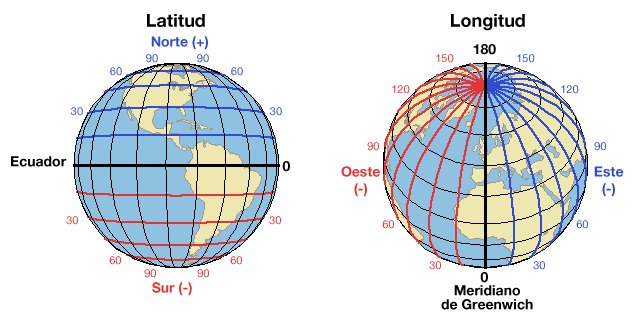 Latitud
Norte (+)
90 90
60 60
30 30
Ecuador 0
30 30
60 60
90 90
Sur (-)
Longitud
180
150 150
120 120
90 90
Oeste (-)
Este (-)
60 60
30 30
0
Meridiano
de Greenwich